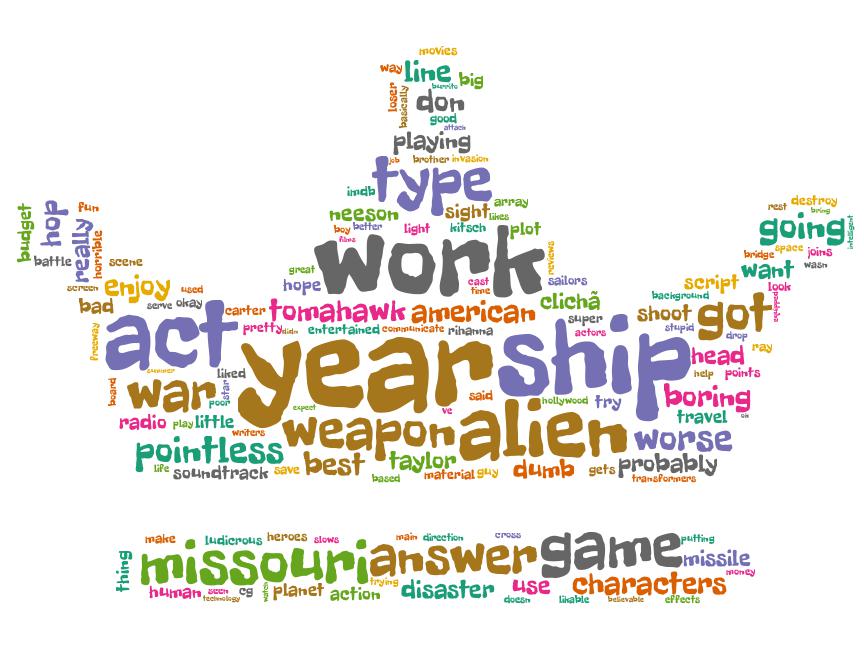 movies
way line big
burrito
loser basically don
good
attack
playing
job brother invasion
type
imdb
array
neeson sight likes
boy better light kitsch plot
films
work
reviews
great
hope cast time sailors
budget hop really fun horrible
battle scene
screen enjoy used
bad serve okay
rest destroy
bring
going intelligent
space joins
bridge wasn
want look
script
background
clichã
carter tomahawk american super shoot got
pretty didn entertained communicate rihanna actors stupid drop
freeway act year ship ray
summer head
help points
liked star
board war poor hollywood try boring
expect ve said ok
radio play little travel
writers weapon alien worse
pointless
life soundtrack save best taylor probably
based material guy dumb gets
transformers
make ludicrous heroes slows main direction cross
thing missouri answer game putting
missile
trying money
human seen cg watch planet action disaster use characters
technology doesn likable believable effects